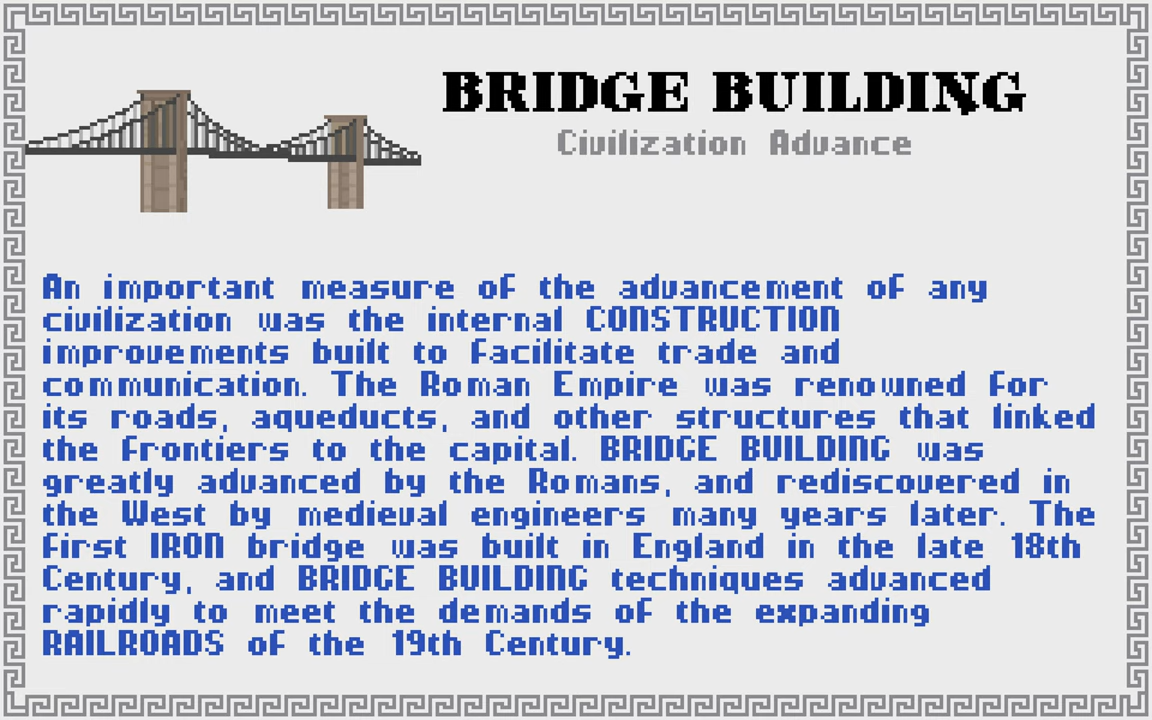 BRIDGE BUILDING
Civilization Advance
An important measure of the advancement of any
civilization was the internal CONSTRUCTION
improvements built to facilitate trade and
communication. The Roman Empire was renowned for
its roads, aqueducts, and other structures that linked
the frontiers to the capital. BRIDGE BUILDING was
greatly advanced by the Romans, and rediscovered in
the West by medieval engineers many years later. The
first IRON bridge was built in England in the late 18th
Century, and BRIDGE BUILDING techniques advanced
rapidly to meet the demands of the expanding
RAILROADS of the 19th Century.